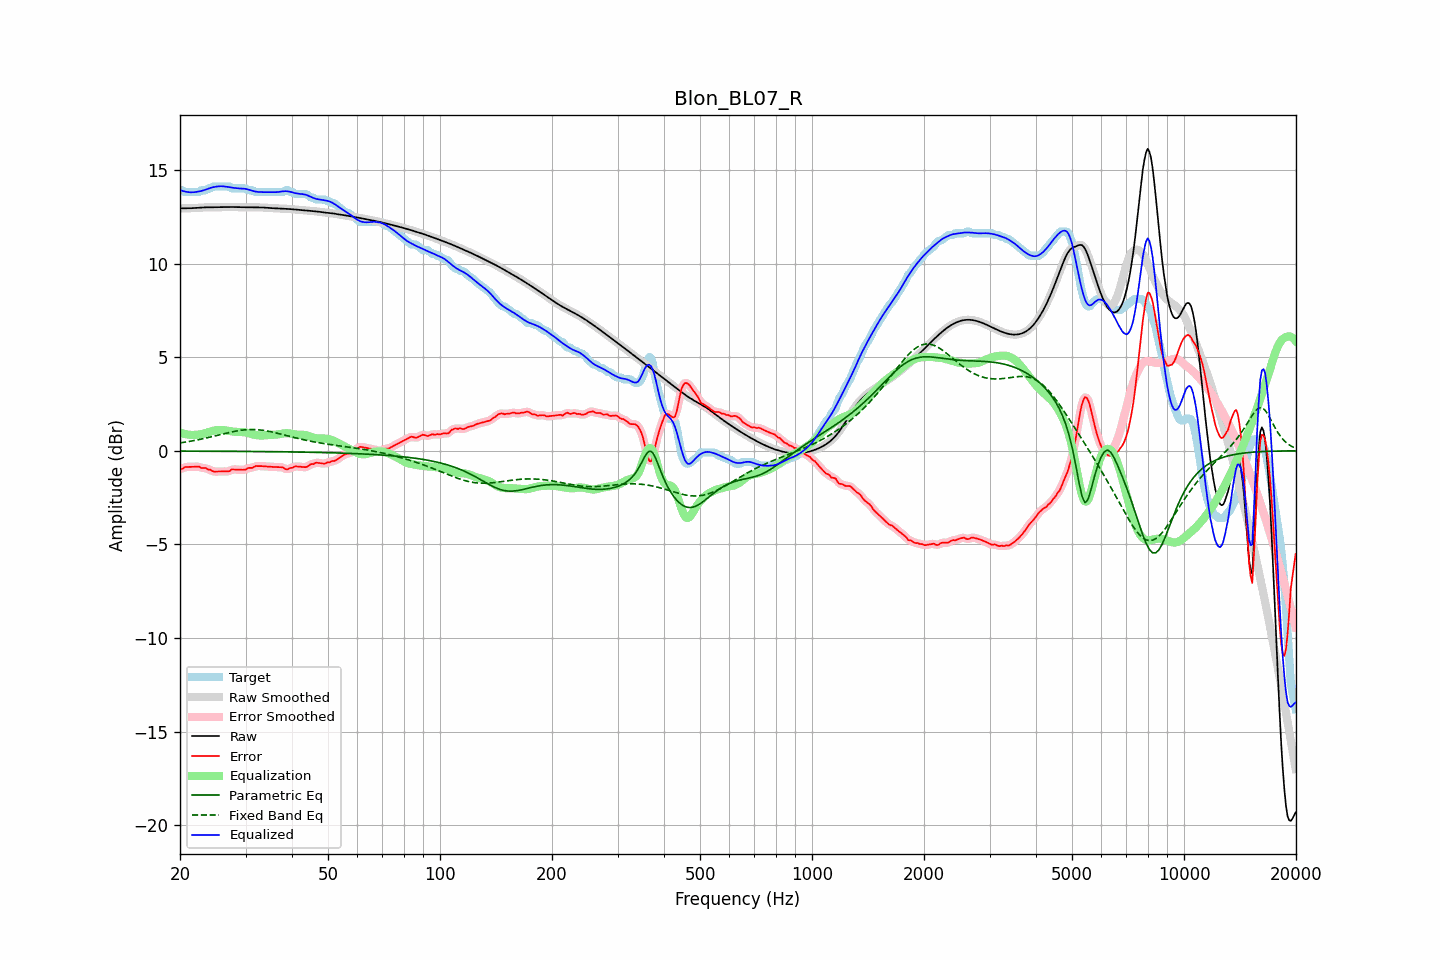 Blon_BL07_R
Amplitude (dBr)
15
10
5
0
−5
−10
−15
−20
Target
Raw Smoothed
Error Smoothed
Raw
Error
Equalization
Parametric Eq
Fixed Band Eq
Equalized
20 50 100 200 500 1000 2000 5000 10000 20000
Frequency (Hz)